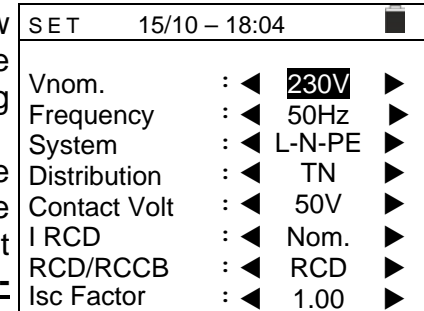 SET 15/10 – 18:04
Vnom. : ◀ 230V ▶
Frequency : ◀ 50Hz ▶
System : ◀ L-N-PE ▶
Distribution : ◀ TN ▶
Contact Volt : ◀ 50V ▶
I RCD : ◀ Nom. ▶
RCD/RCCB : ◀ RCD ▶
Isc Factor : ◀ 1.00 ▶